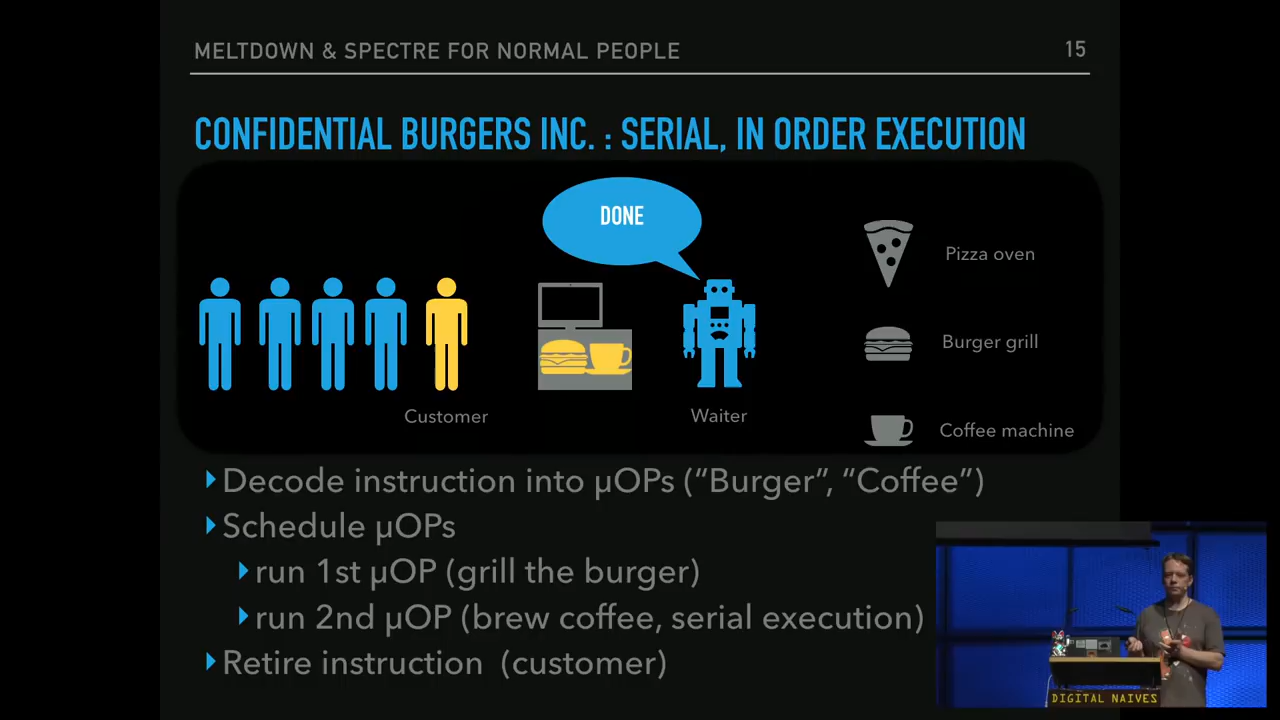 MELTDOWN & SPECTRE FOR NORMAL PEOPLE
15
CONFIDENTIAL BURGERS INC. : SERIAL, IN ORDER EXECUTION
DONE
Pizza oven
Burger grill
Customer
Waiter
Coffee machine
Decode instruction into µOPs (“Burger”, “Coffee”)
Schedule µOPs
run 1st µOP (grill the burger)
run 2nd µOP (brew coffee, serial execution)
Retire instruction (customer)
DIGITAL NAIVES